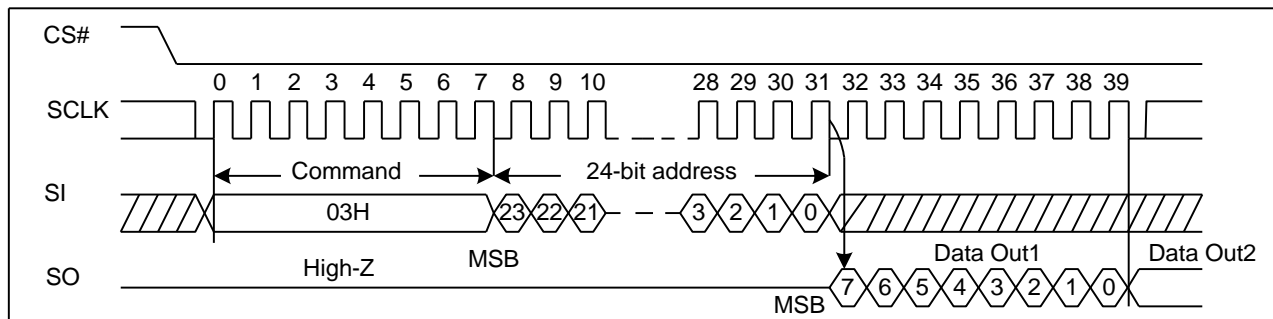 CS#
0 1 2 3 4 5 6 7 8 9 10 28 29 30 31 32 33 34 35 36 37 38 39
SCLK
Command 24-bit address
SI
03H 23 22 21 3 2 1 0
High-Z MSB Data Out1 Data Out2
SO
MSB 7 6 5 4 3 2 1 0